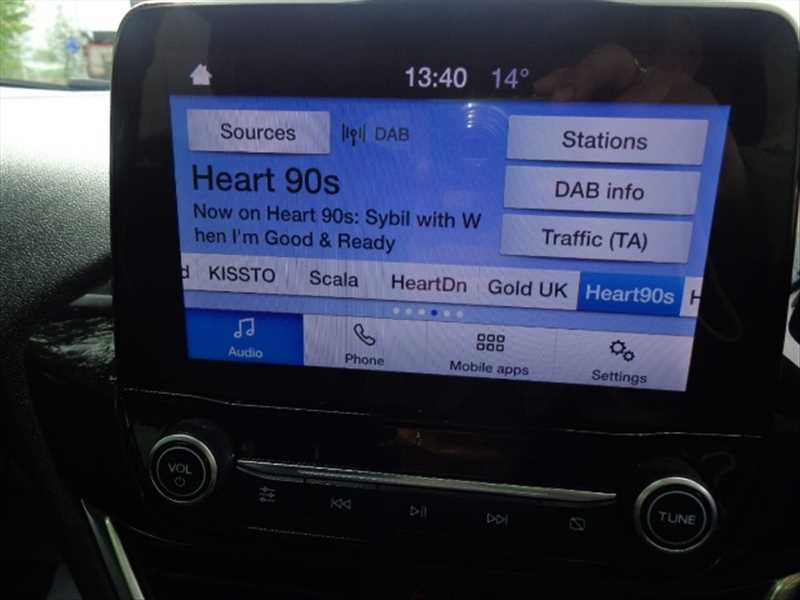 13:40 14°
Sources DAB Stations
Heart 90s DAB info
Now on Heart 90s: Sybil with W
hen I'm Good & Ready
Traffic (TA)
d KISSTO Scala HeartDn Gold UK Heart90s H
Audio Phone Mobile apps Settings
VOL
TUNE